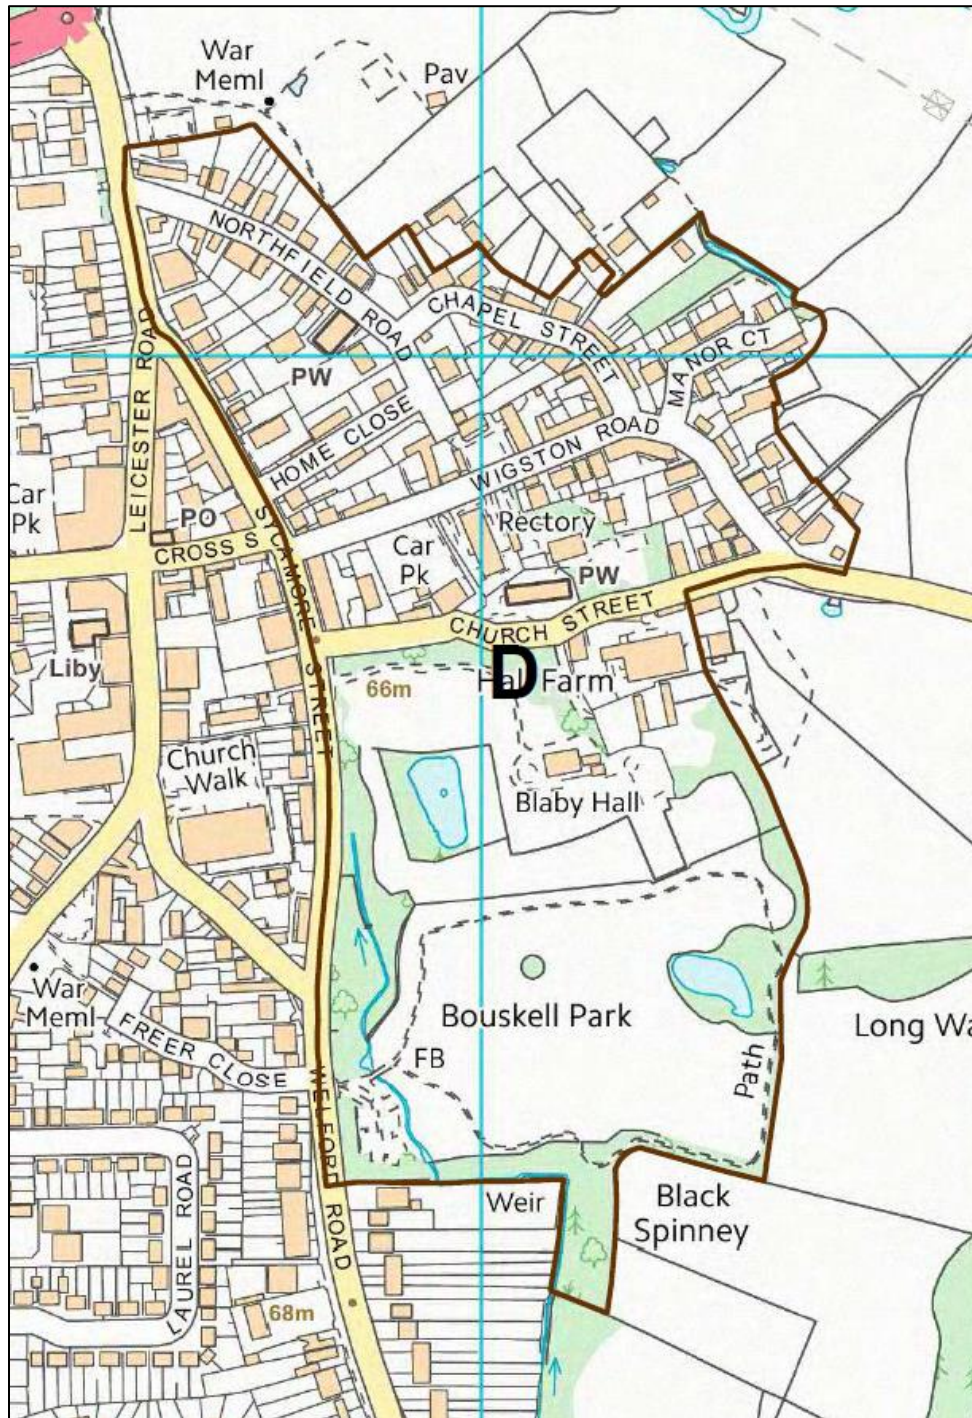 War
Meml
Pav
NORTHFIELD ROAD
CHAPEL STREET
MANOR CT
PW
HOME CLOSE
LEICESTER ROAD
WIGSTON ROAD
Car
Pk
PO
CROSS S
SYCAMORE STREET
Rectory
Car
Pk
PW
CHURCH STREET
Liby
D
66m
Hall Farm
Church
Walk
Blaby Hall
War
Meml
Bouskell Park
Long Wa
FREER CLOSE
FB
Path
WELFORD ROAD
Weir
Black
Spinney
LAUREL ROAD
68m